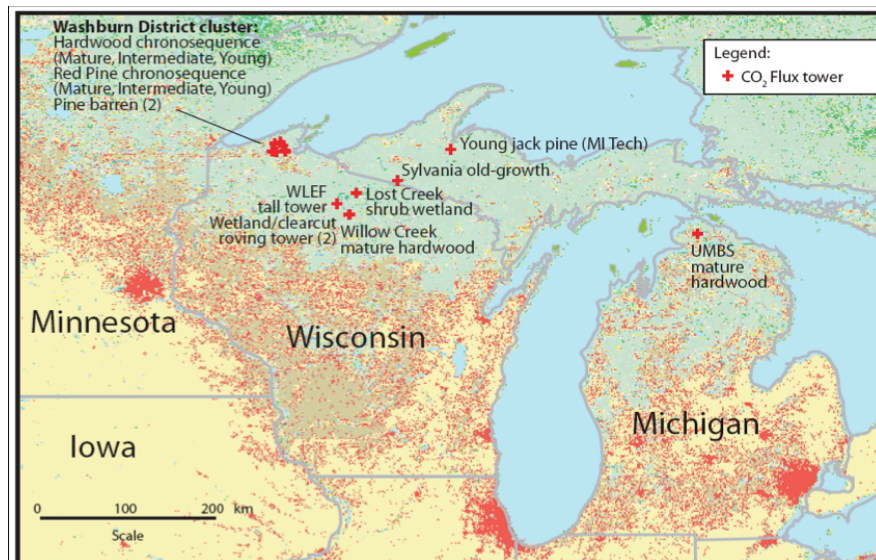 Washburn District cluster:
Hardwood chronosequence
(Mature, Intermediate, Young)
Red Pine chronosequence
(Mature, Intermediate, Young)
Pine barren (2)
Legend:
CO2 Flux tower
Young jack pine (MI Tech)
Sylvania old-growth
WLEF
tall tower
Lost Creek
shrub wetland
Wetland/clearcut
roving tower (2)
Willow Creek
mature hardwood
UMBS
mature
hardwood
Minnesota
Wisconsin
Michigan
Iowa
0 100 200 km
Scale